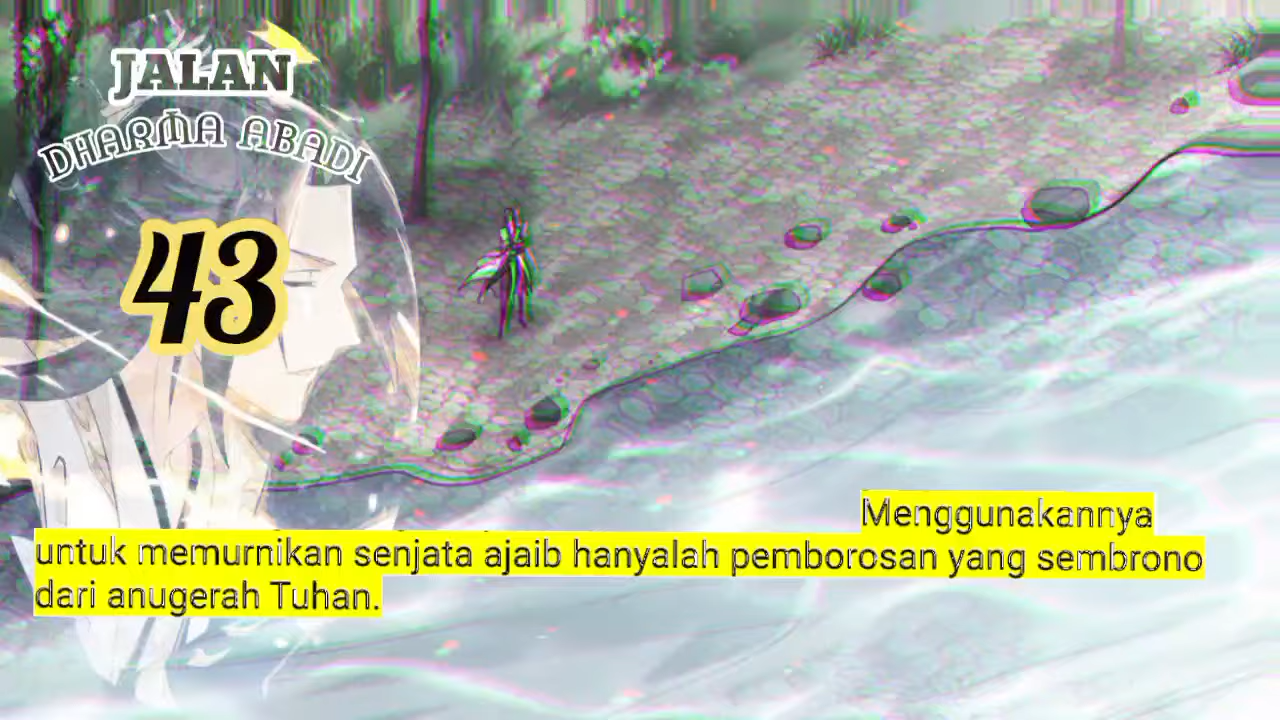 JALAN
DHARMA ABADI
43
Menggunakannya
untuk memurnikan senjata ajaib hanyalah pemborosan yang sembrono
dari anugerah Tuhan.